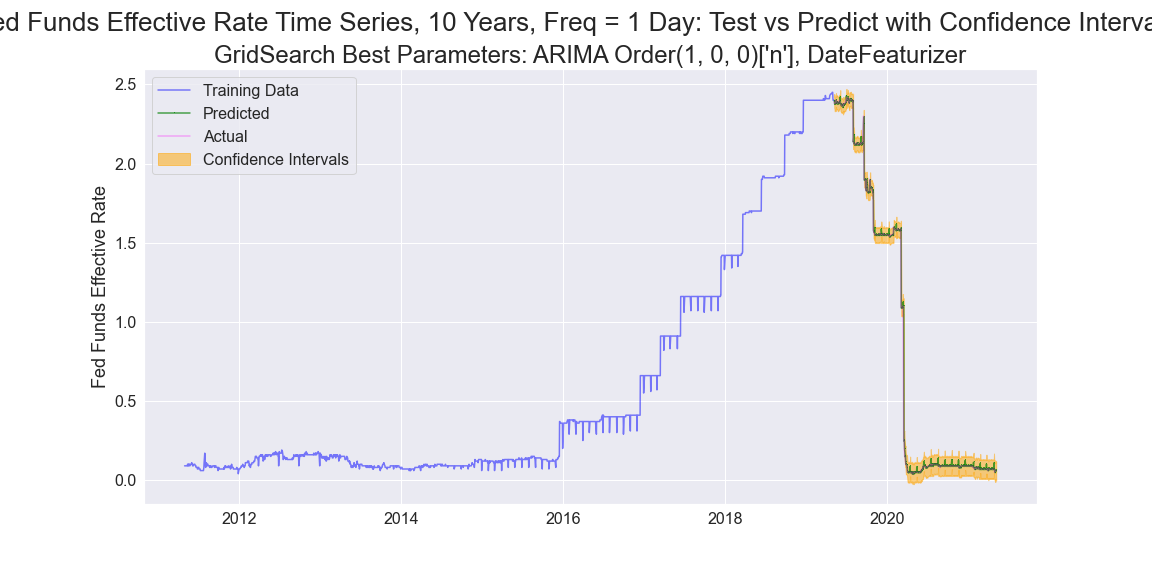 ed Funds Effective Rate Time Series, 10 Years, Freq = 1 Day: Test vs Predict with Confidence Interva
GridSearch Best Parameters: ARIMA Order(1, 0, 0)['n'], DateFeaturizer
Training Data
Predicted
Actual
Confidence Intervals
Fed Funds Effective Rate
2.5
2.0
1.5
1.0
0.5
0.0
2012
2014
2016
2018
2020